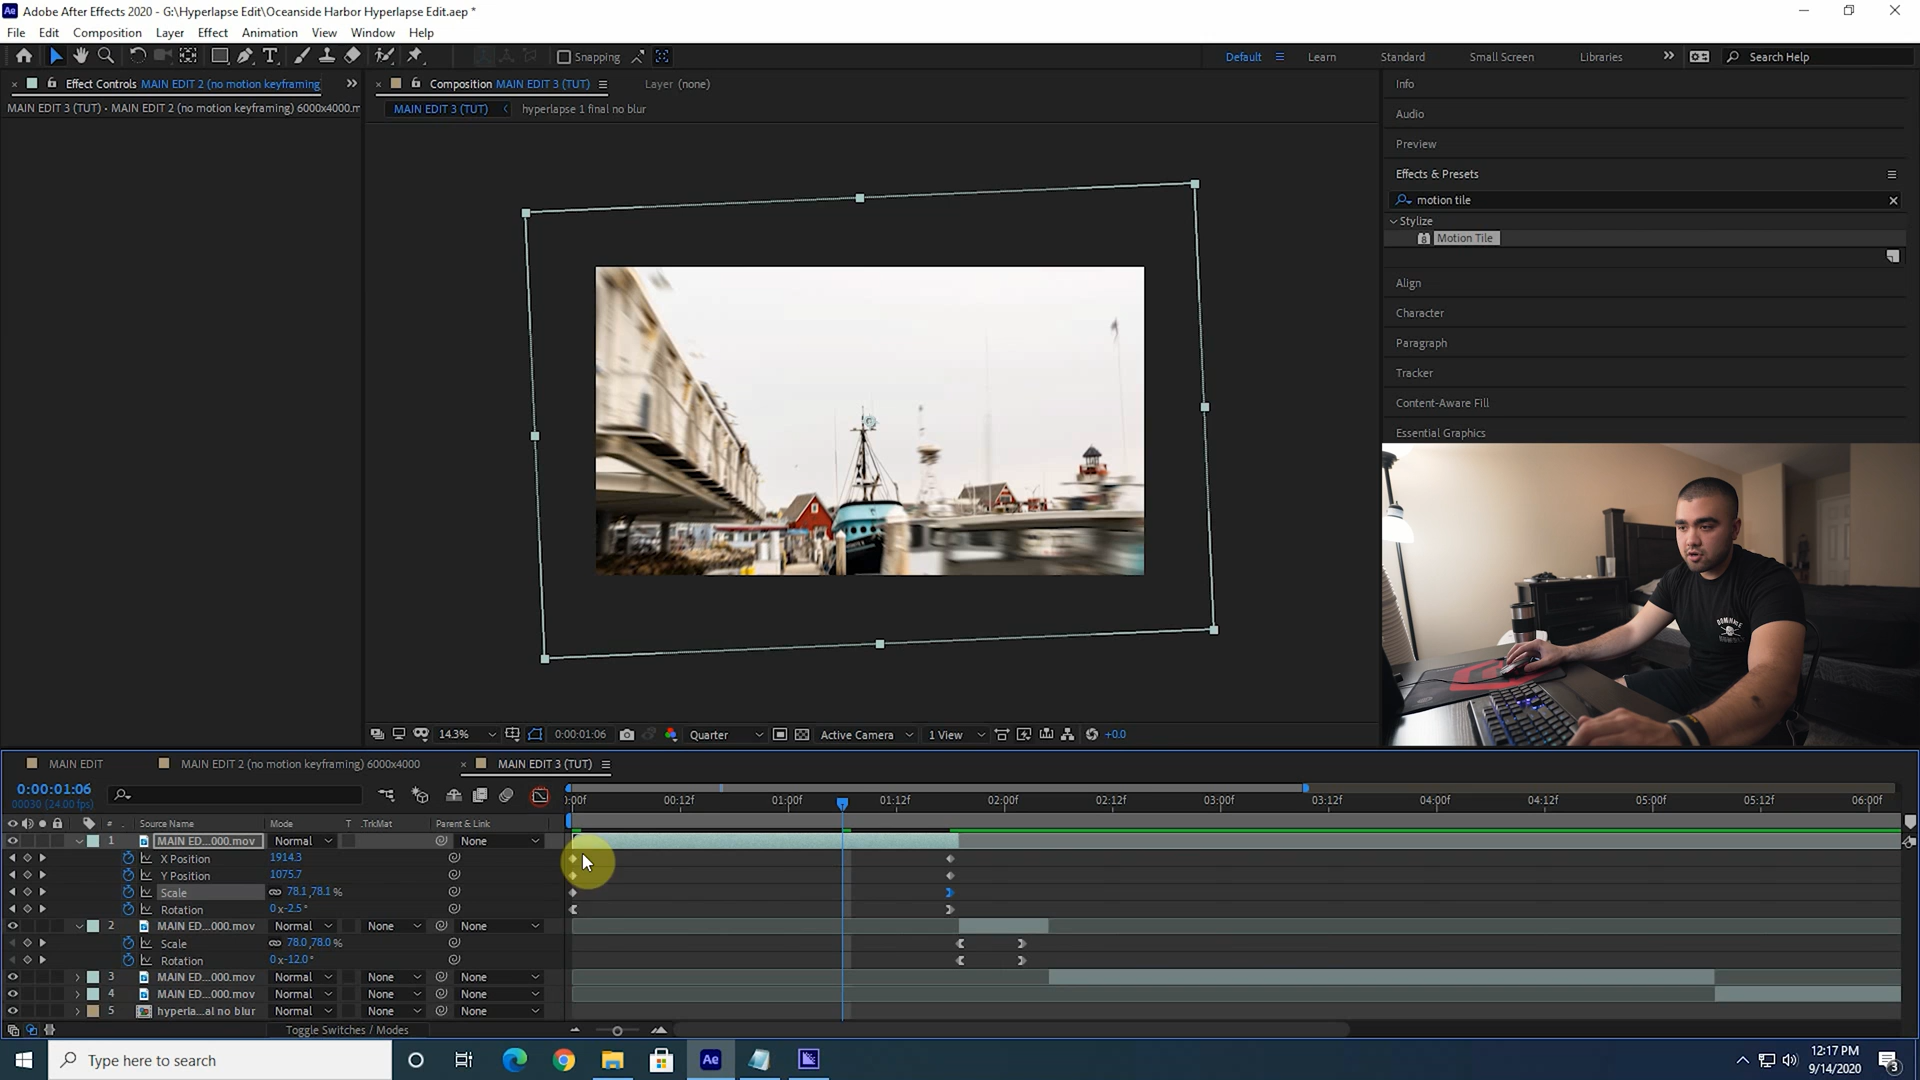 Adobe After Effects 2020 - G:\Hyperlapse Edit\Oceanside Harbor Hyperlapse Edit.aep *
File Edit Composition Layer Effect Animation View Window Help
Snapping
Default Learn Standard Small Screen Libraries Search Help
Effect Controls MAIN EDIT 2 (no motion keyframing)
Composition MAIN EDIT 3 (TUT)
Layer (none)
MAIN EDIT 3 (TUT) • MAIN EDIT 2 (no motion keyframing) 6000x4000.m
MAIN EDIT 3 (TUT) hyperlapse 1 final no blur
Info
Audio
Preview
Effects & Presets
motion tile
Stylize
Motion Tile
Align
Character
Paragraph
Tracker
Content-Aware Fill
Essential Graphics
14.3% 0:00:01:06 Quarter Active Camera 1 View +0.0
MAIN EDIT MAIN EDIT 2 (no motion keyframing) 6000x4000 MAIN EDIT 3 (TUT)
0:00:01:06
00030 (24.00 fps)
:00f 00:12f 01:00f 01:12f 02:00f 02:12f 03:00f 03:12f 04:00f 04:12f 05:00f 05:12f 06:00f
# Source Name Mode T .TrkMat Parent & Link
1 MAIN ED...000.mov Normal None
X Position 1914.3
Y Position 1075.7
Scale 78.1,78.1 %
Rotation 0x-2.5°
2 MAIN ED...000.mov Normal None None
Scale 78.0,78.0 %
Rotation 0x-12.0°
3 MAIN ED...000.mov Normal None None
4 MAIN ED...000.mov Normal None None
5 hyperla...al no blur Normal None None
Toggle Switches / Modes
Type here to search
Ae
12:17 PM
9/14/2020
3